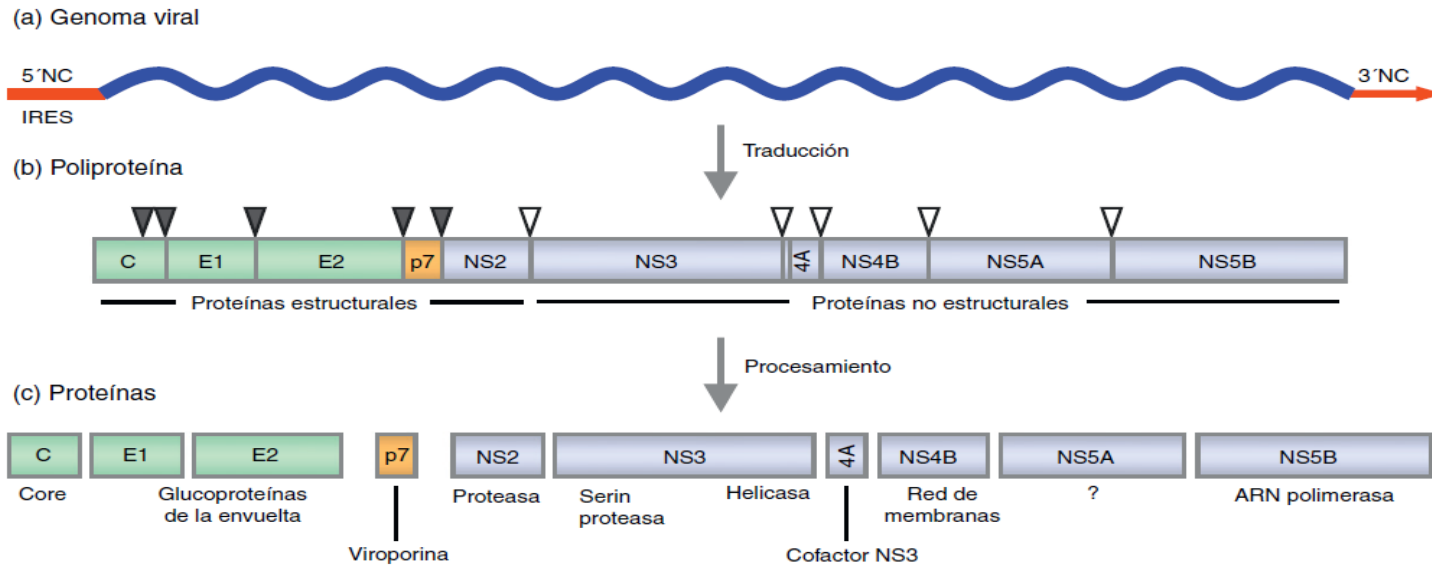 (a) Genoma viral
5´NC
3´NC
IRES
Traducción
(b) Poliproteína
C E1 E2 p7 NS2 NS3 4A NS4B NS5A NS5B
Proteínas estructurales
Proteínas no estructurales
Procesamiento
(c) Proteínas
C E1 E2 p7 NS2 NS3 4A NS4B NS5A NS5B
Core
Glucoproteínas
de la envuelta
Viroporina
Proteasa
Serin
proteasa
Helicasa
Cofactor NS3
Red de
membranas
?
ARN polimerasa